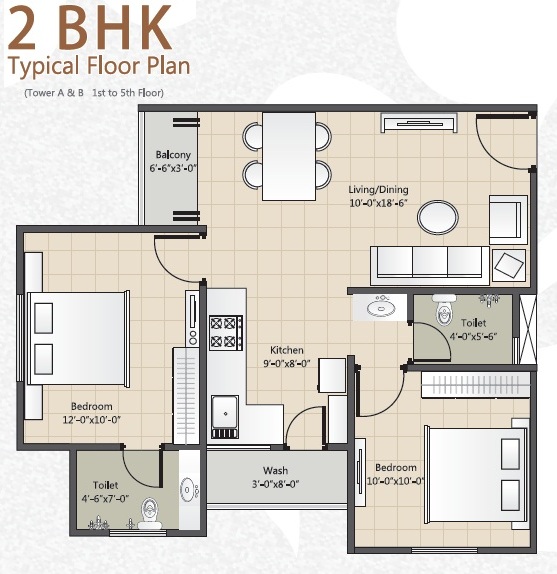 2 BHK
Typical Floor Plan
(Tower A & B 1st to 5th Floor)
Balcony
6'-6"x3'-0"
Living/Dining
10'-0"x18'-6"
Toilet
4'-0"x5'-6"
Kitchen
9'-0"x8'-0"
Bedroom
12'-0"x10'-0"
Bedroom
10'-0"x10'-0"
Wash
3'-0"x8'-0"
Toilet
4'-6"x7'-0"